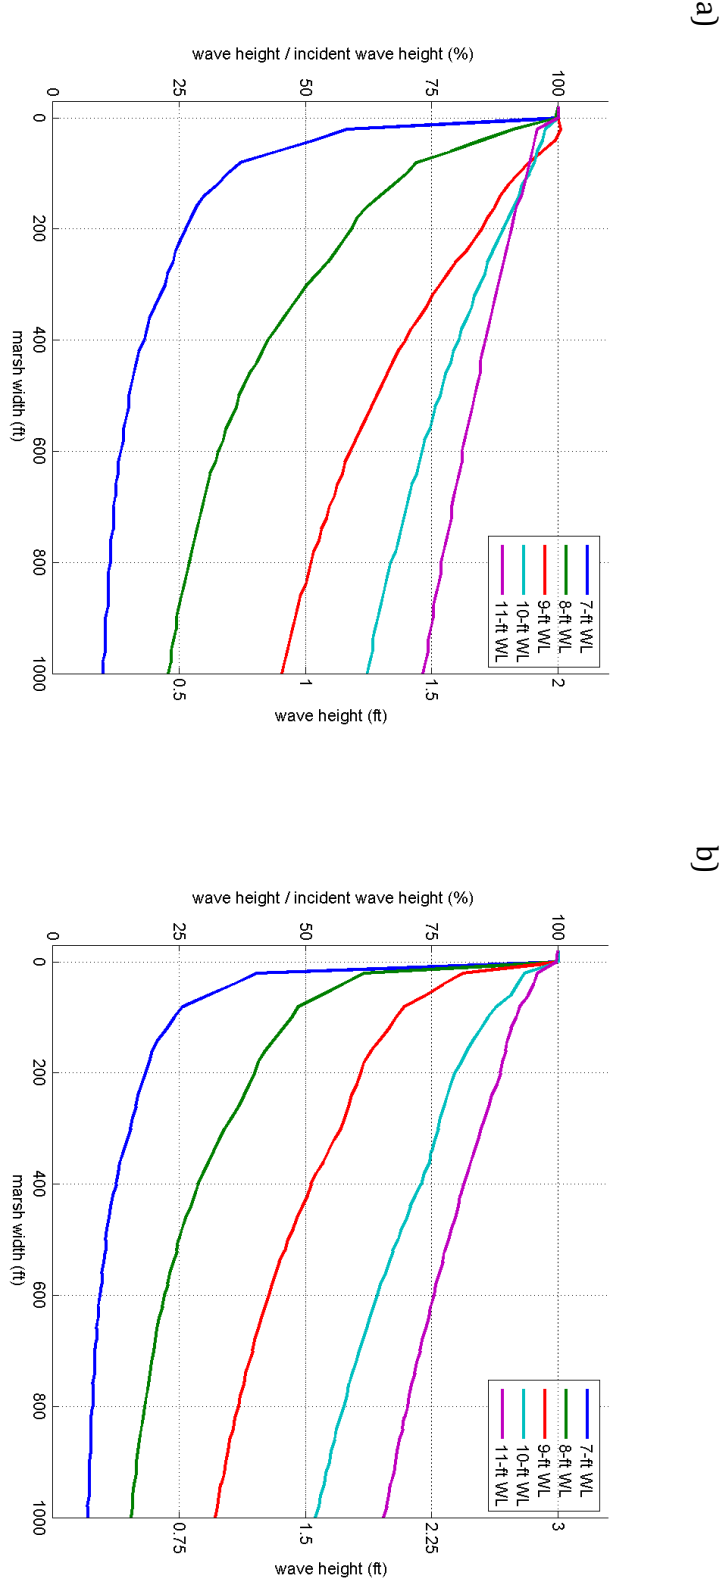 a)
wave height / incident wave height (%)
0 25 50 75 100
0 200 400 600 800 1000
marsh width (ft)
7-ft WL
8-ft WL
9-ft WL
10-ft WL
11-ft WL
0.5 1 1.5 2
wave height (ft)
b)
wave height / incident wave height (%)
0 25 50 75 100
0 200 400 600 800 1000
marsh width (ft)
7-ft WL
8-ft WL
9-ft WL
10-ft WL
11-ft WL
0.75 1.5 2.25 3
wave height (ft)